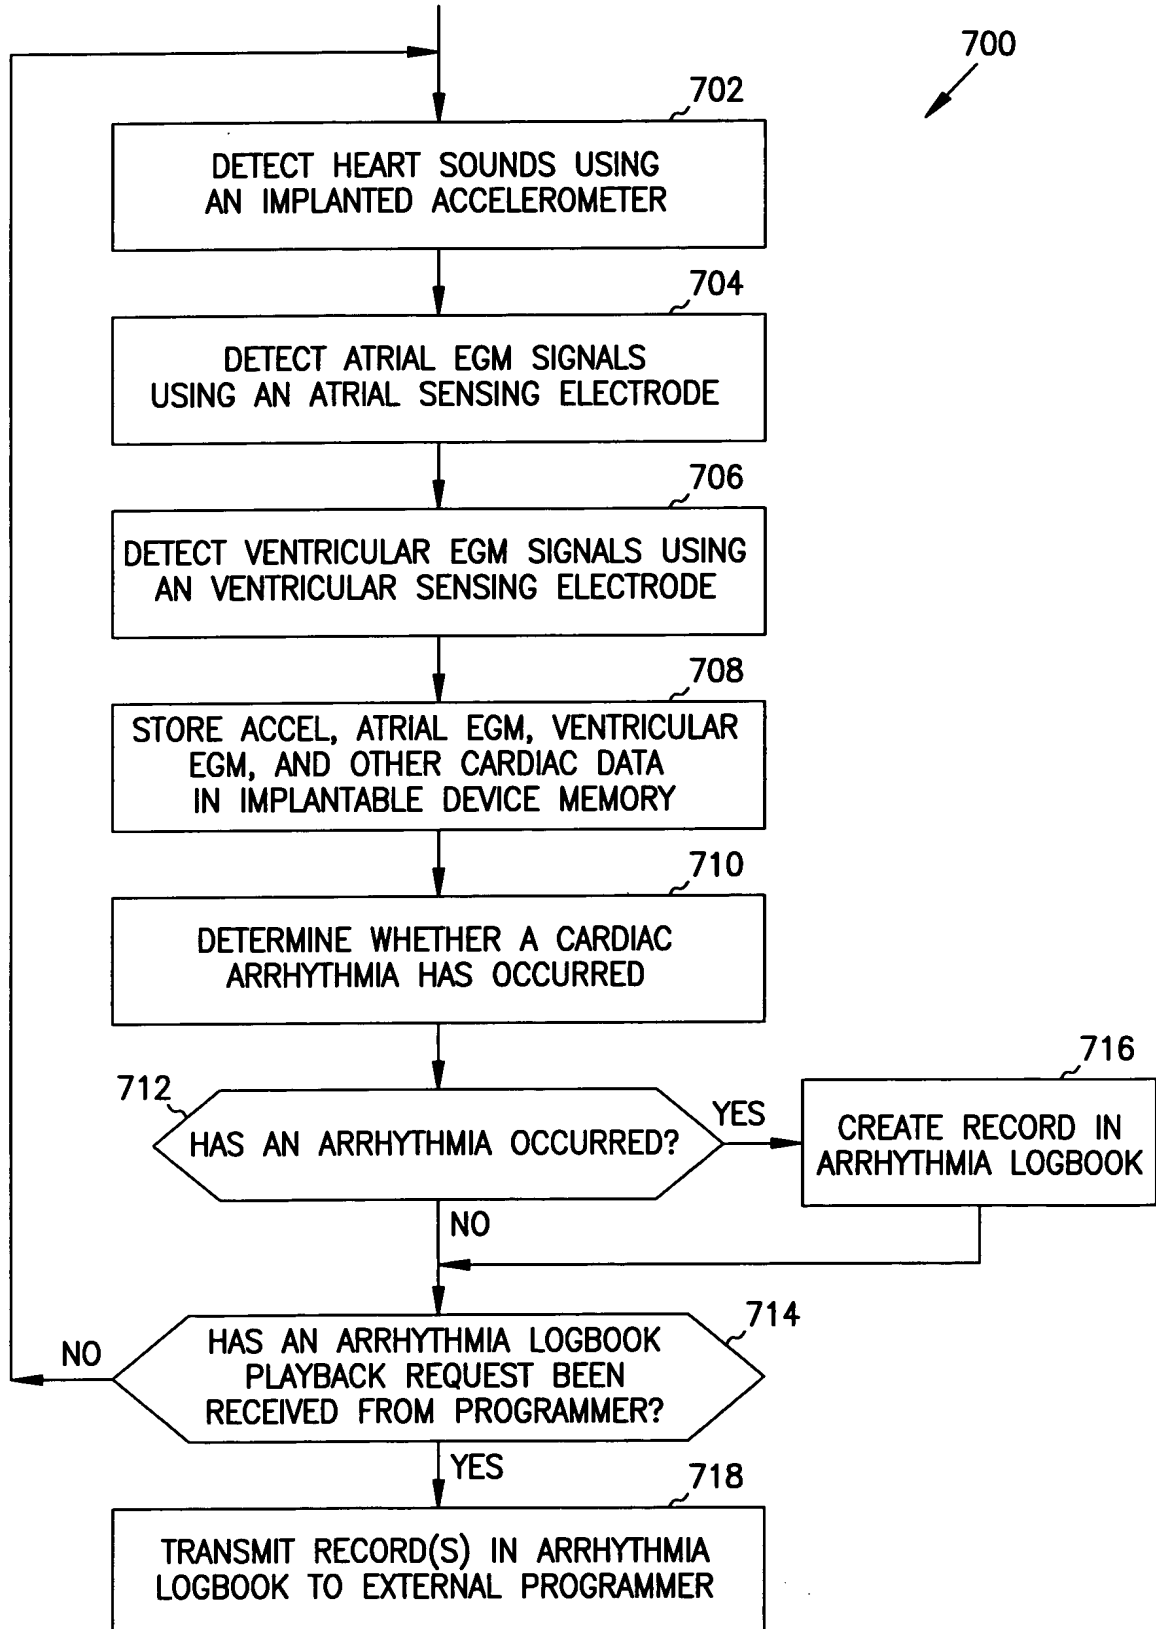 700
702
DETECT HEART SOUNDS USING
AN IMPLANTED ACCELEROMETER
704
DETECT ATRIAL EGM SIGNALS
USING AN ATRIAL SENSING ELECTRODE
706
DETECT VENTRICULAR EGM SIGNALS USING
AN VENTRICULAR SENSING ELECTRODE
708
STORE ACCEL, ATRIAL EGM, VENTRICULAR
EGM, AND OTHER CARDIAC DATA
IN IMPLANTABLE DEVICE MEMORY
710
DETERMINE WHETHER A CARDIAC
ARRHYTHMIA HAS OCCURRED
712
HAS AN ARRHYTHMIA OCCURRED?
YES
716
CREATE RECORD IN
ARRHYTHMIA LOGBOOK
NO
714
HAS AN ARRHYTHMIA LOGBOOK
PLAYBACK REQUEST BEEN
RECEIVED FROM PROGRAMMER?
NO
YES
718
TRANSMIT RECORD(S) IN ARRHYTHMIA
LOGBOOK TO EXTERNAL PROGRAMMER